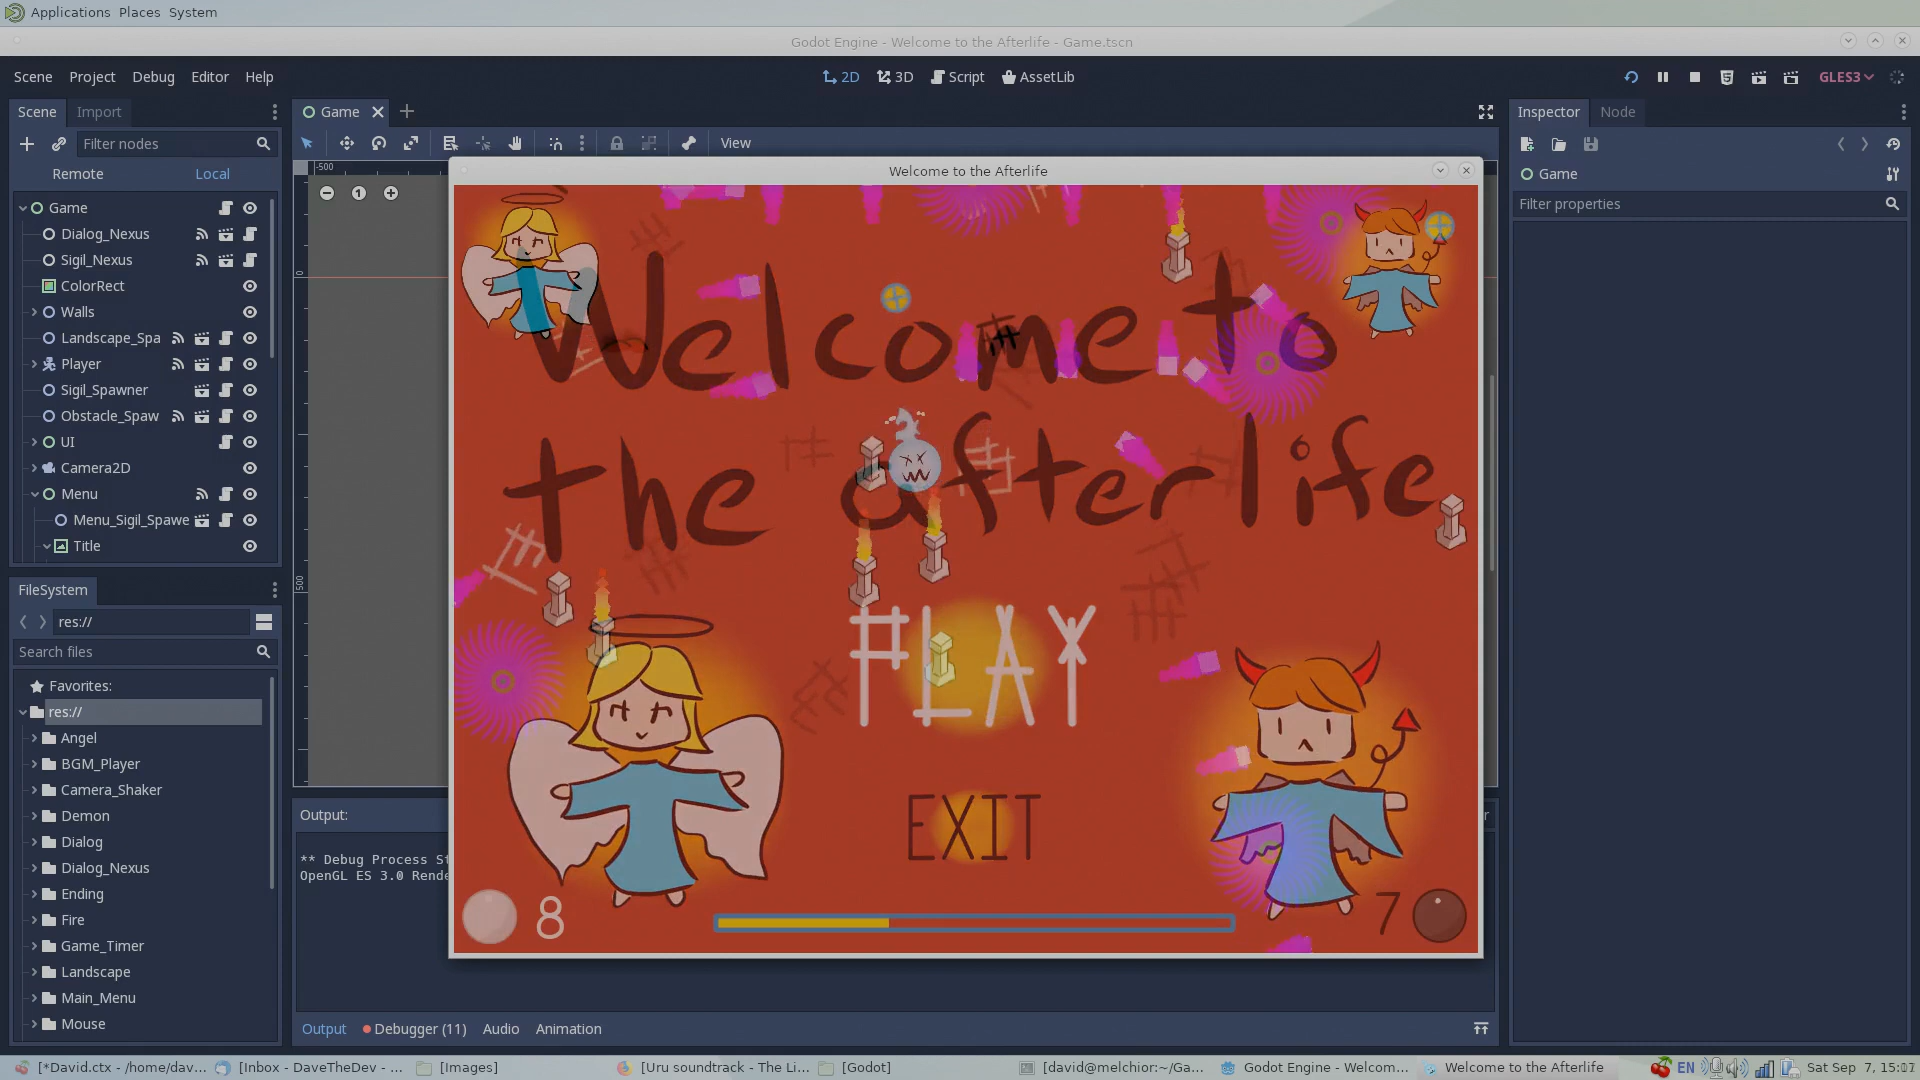 Applications Places System
Godot Engine - Welcome to the Afterlife - Game.tscn
Scene Project Debug Editor Help
2D 3D Script AssetLib
GLES3
Scene Import
Filter nodes
Remote Local
Game
Dialog_Nexus
Sigil_Nexus
ColorRect
Walls
Landscape_Spa
Player
Sigil_Spawner
Obstacle_Spaw
UI
Camera2D
Menu
Menu_Sigil_Spawe
Title
FileSystem
res://
Search files
Favorites:
res://
Angel
BGM_Player
Camera_Shaker
Demon
Dialog
Dialog_Nexus
Ending
Fire
Game_Timer
Landscape
Main_Menu
Mouse
Game
View
-500
1
0
500
Welcome to the Afterlife
Welcome to
the afterlife
PLAY
EXIT
8
7
Output:
** Debug Process St
OpenGL ES 3.0 Rende
Output Debugger (11) Audio Animation
Inspector Node
Game
Filter properties
[*David.ctx - /home/dav... [Inbox - DaveTheDev - ... [Images] [Uru soundtrack - The Li... [Godot] [david@melchior:~/Ga... Godot Engine - Welcom... Welcome to the Afterlife EN Sat Sep 7,